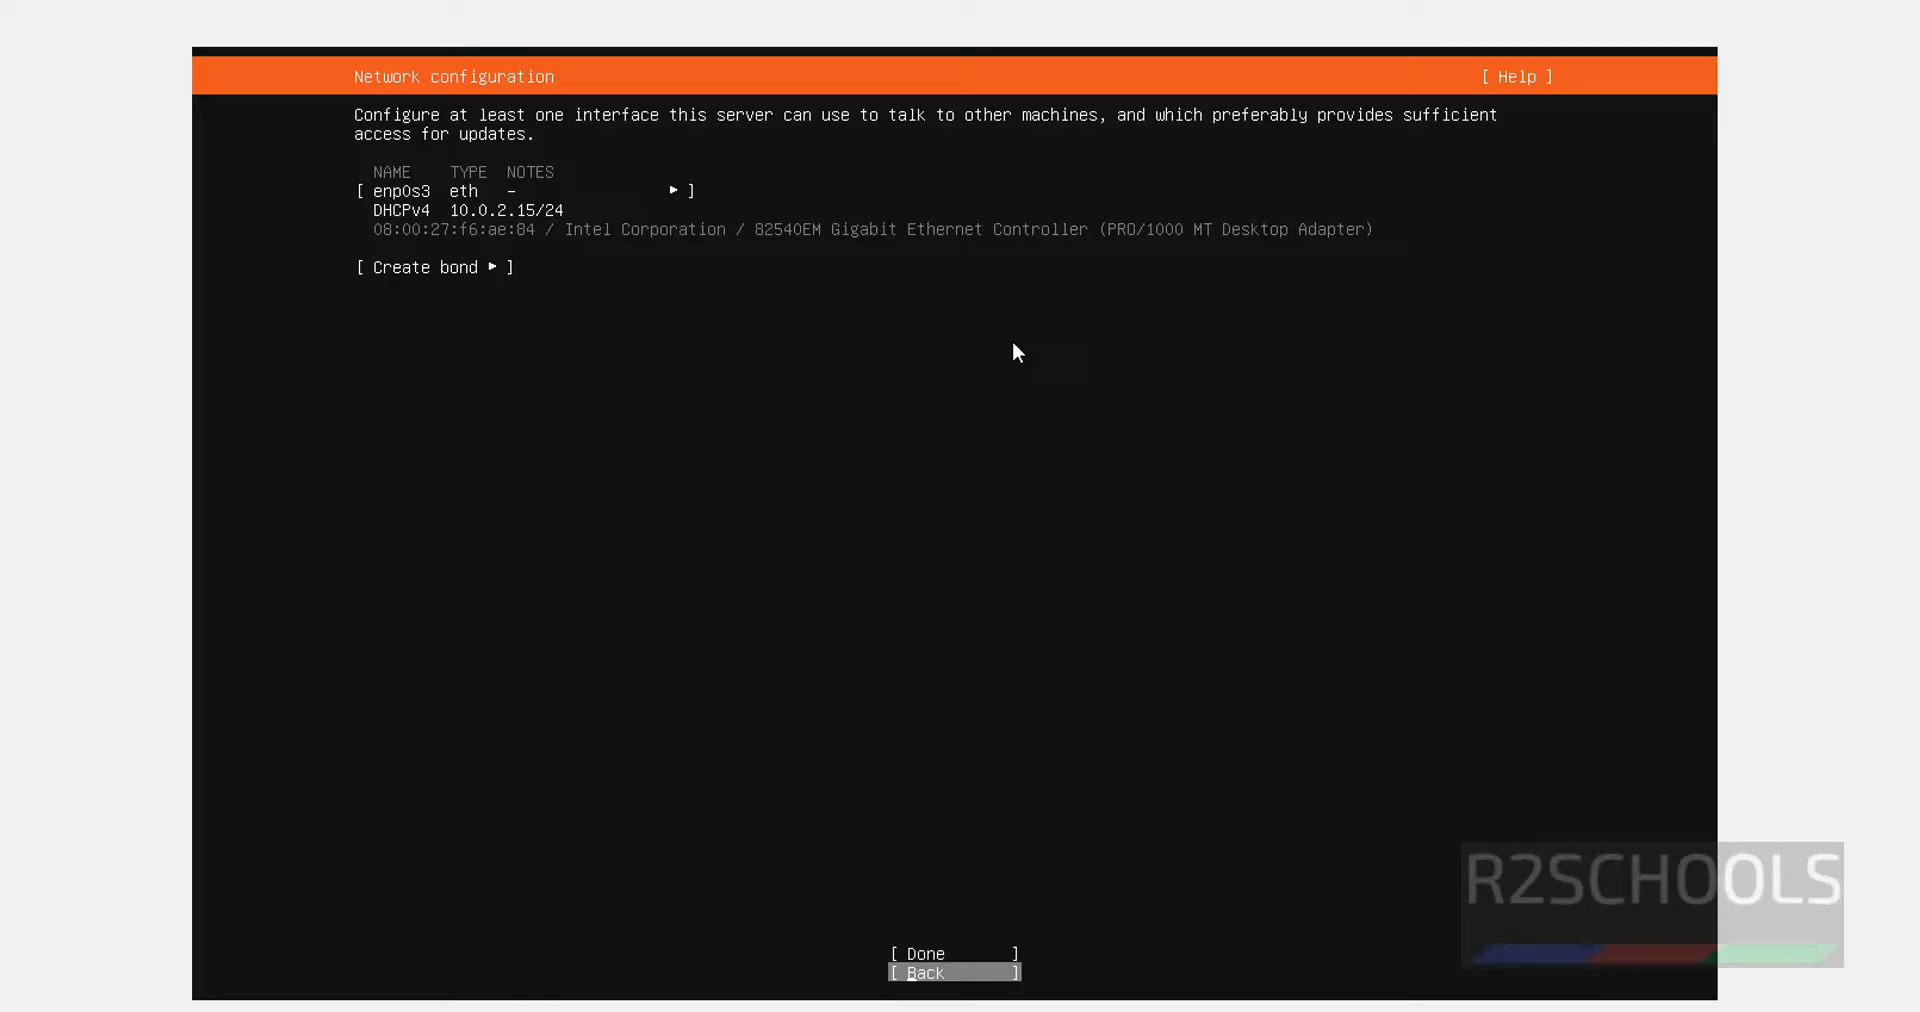 Network configuration [ Help ]
Configure at least one interface this server can use to talk to other machines, and which preferably provides sufficient
access for updates.
NAME TYPE NOTES
[ enp0s3 eth – ▸ ]
DHCPv4 10.0.2.15/24
08:00:27:f6:ae:84 / Intel Corporation / 82540EM Gigabit Ethernet Controller (PRO/1000 MT Desktop Adapter)
[ Create bond ▸ ]
R2SCHOOLS
[ Done ]
[ Back ]